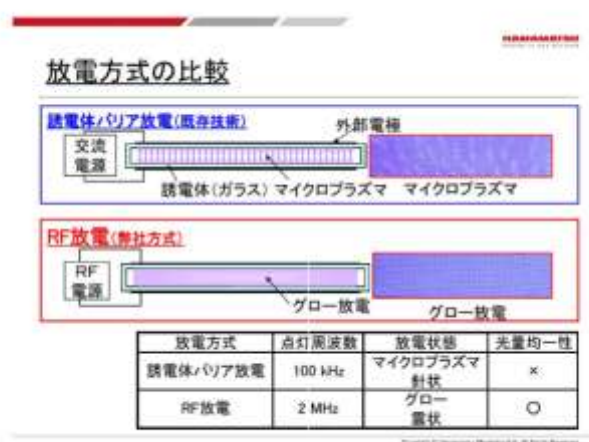 HAMAMATSU
放電方式の比較
誘電体バリア放電(既存技術)
外部電極
交流
電源
誘電体(ガラス) マイクロプラズマ マイクロプラズマ
RF放電(弊社方式)
RF
電源
グロー放電
グロー放電
放電方式 点灯周波数 放電状態 光量均一性
誘電体バリア放電 100 kHz マイクロプラズマ 針状 ×
RF放電 2 MHz グロー 霞状 ○